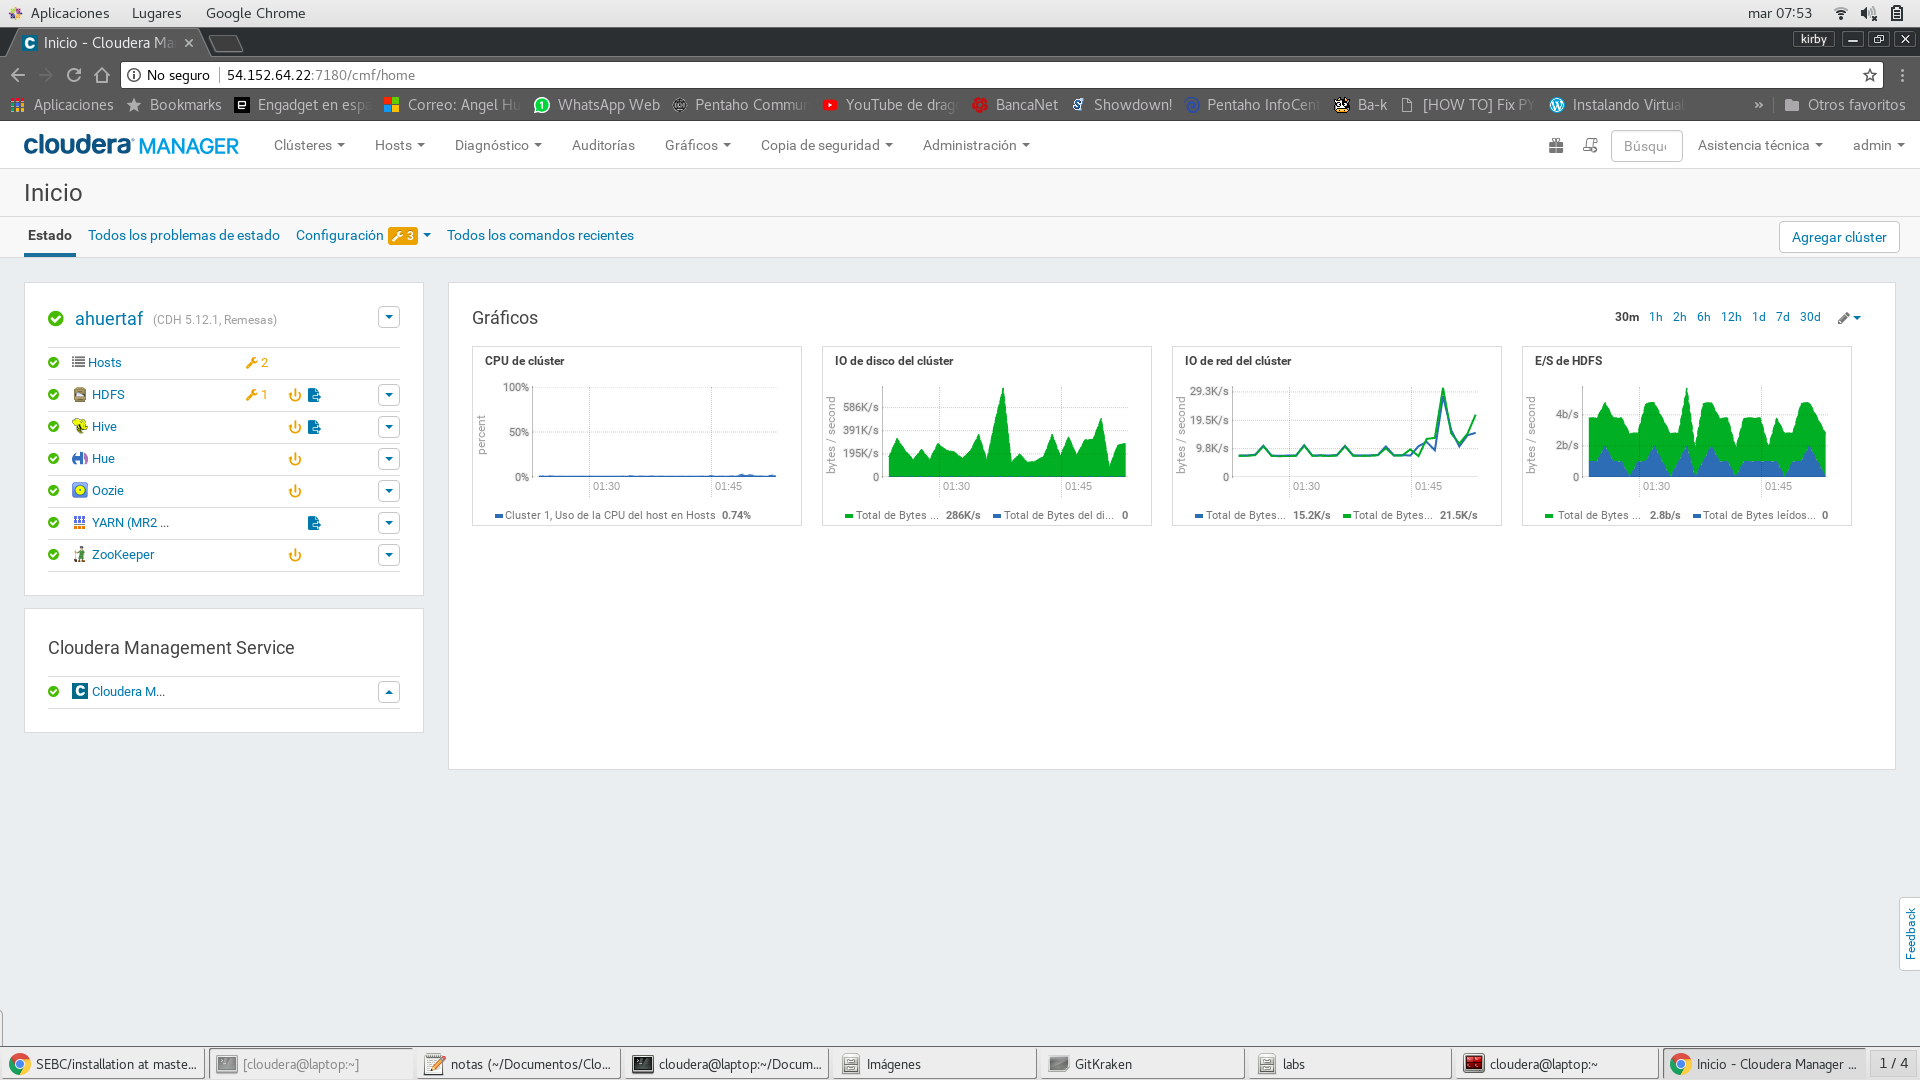 Aplicaciones Lugares Google Chrome mar 07:53
Inicio - Cloudera Ma kirby
No seguro 54.152.64.22:7180/cmf/home
Aplicaciones Bookmarks Engadget en espa Correo: Angel Hu WhatsApp Web Pentaho Commun YouTube de drag BancaNet Showdown! Pentaho InfoCent Ba-k [HOW TO] Fix PY Instalando Virtual » Otros favoritos
cloudera MANAGER Clústeres Hosts Diagnóstico Auditorías Gráficos Copia de seguridad Administración Búsqu Asistencia técnica admin
Inicio
Estado Todos los problemas de estado Configuración 3 Todos los comandos recientes Agregar clúster
ahuertaf (CDH 5.12.1, Remesas)
Hosts 2
HDFS 1
Hive
Hue
Oozie
YARN (MR2 ...
ZooKeeper
Cloudera Management Service
Cloudera M...
Gráficos 30m 1h 2h 6h 12h 1d 7d 30d
CPU de clúster
percent
100%
50%
0%
01:30 01:45
Cluster 1, Uso de la CPU del host en Hosts 0.74%
IO de disco del clúster
bytes / second
586K/s
391K/s
195K/s
0
01:30 01:45
Total de Bytes ... 286K/s Total de Bytes del di... 0
IO de red del clúster
bytes / second
29.3K/s
19.5K/s
9.8K/s
0
01:30 01:45
Total de Bytes... 15.2K/s Total de Bytes... 21.5K/s
E/S de HDFS
bytes / second
4b/s
2b/s
0
01:30 01:45
Total de Bytes ... 2.8b/s Total de Bytes leídos... 0
Feedback
SEBC/installation at maste... [cloudera@laptop:~] notas (~/Documentos/Clo... cloudera@laptop:~/Docum... Imágenes GitKraken labs cloudera@laptop:~ Inicio - Cloudera Manager ... 1 / 4